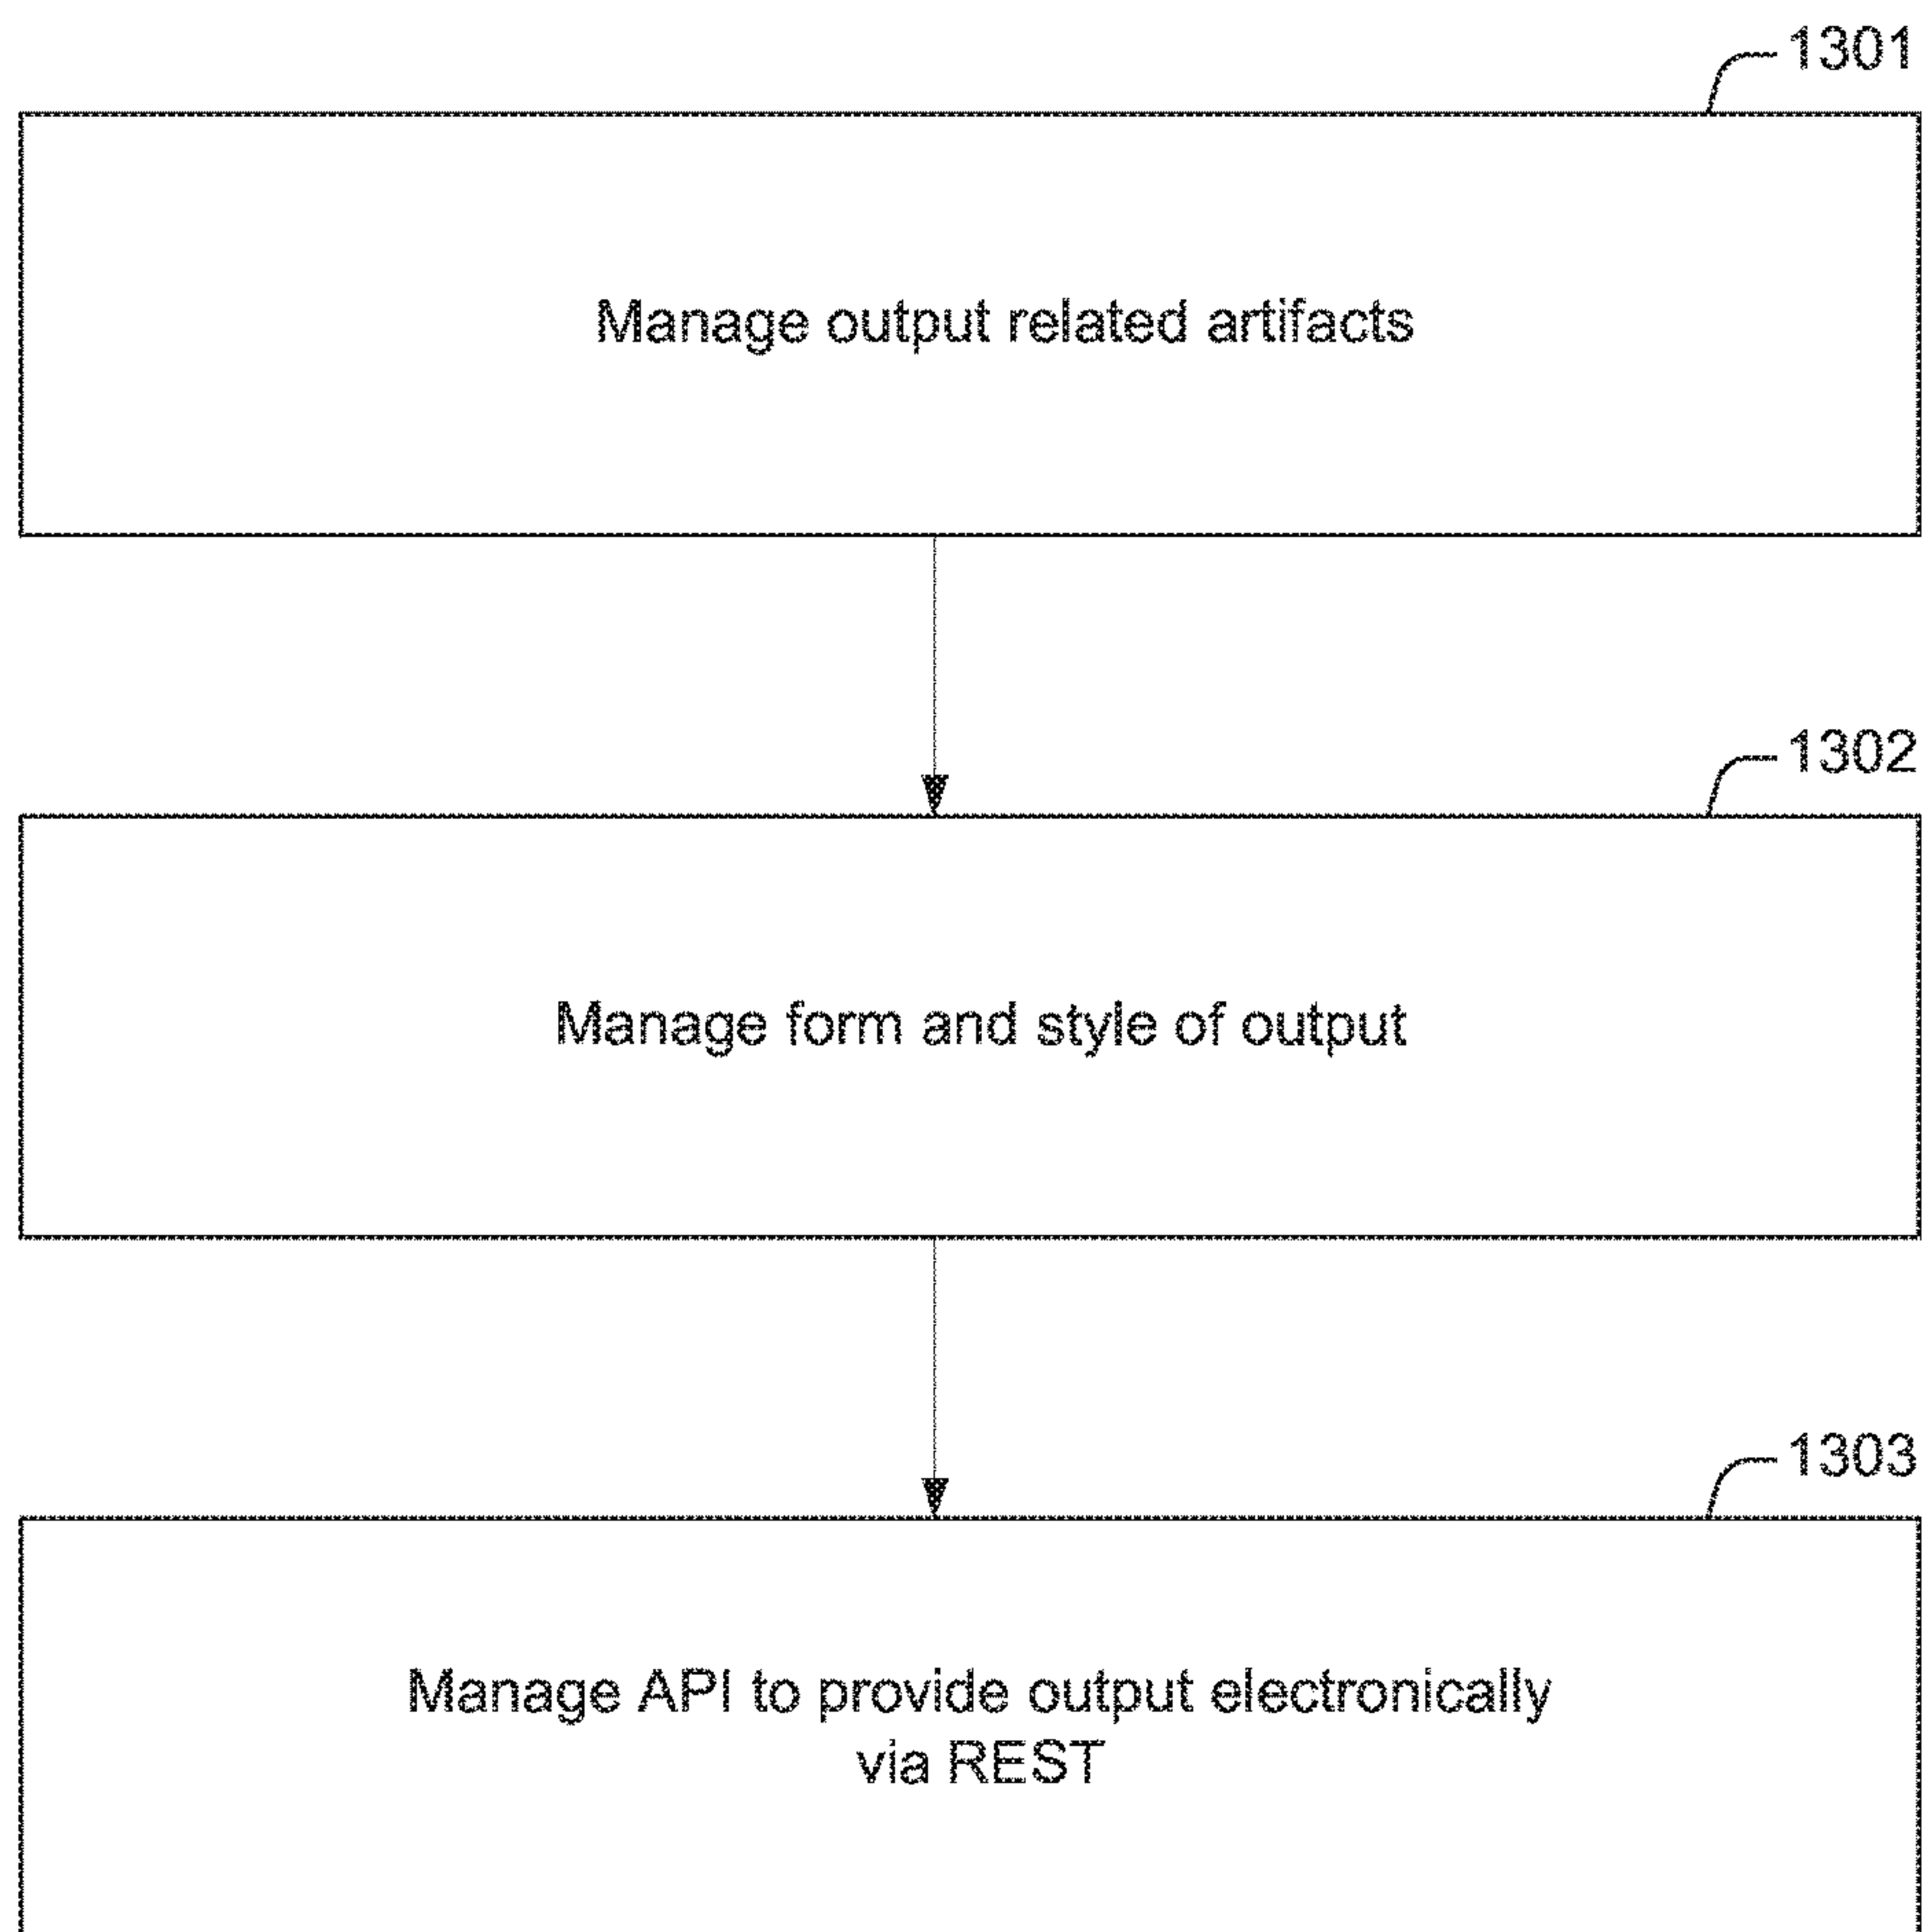 1301
Manage output related artifacts
1302
Manage form and style of output
1303
Manage API to provide output electronically
via REST